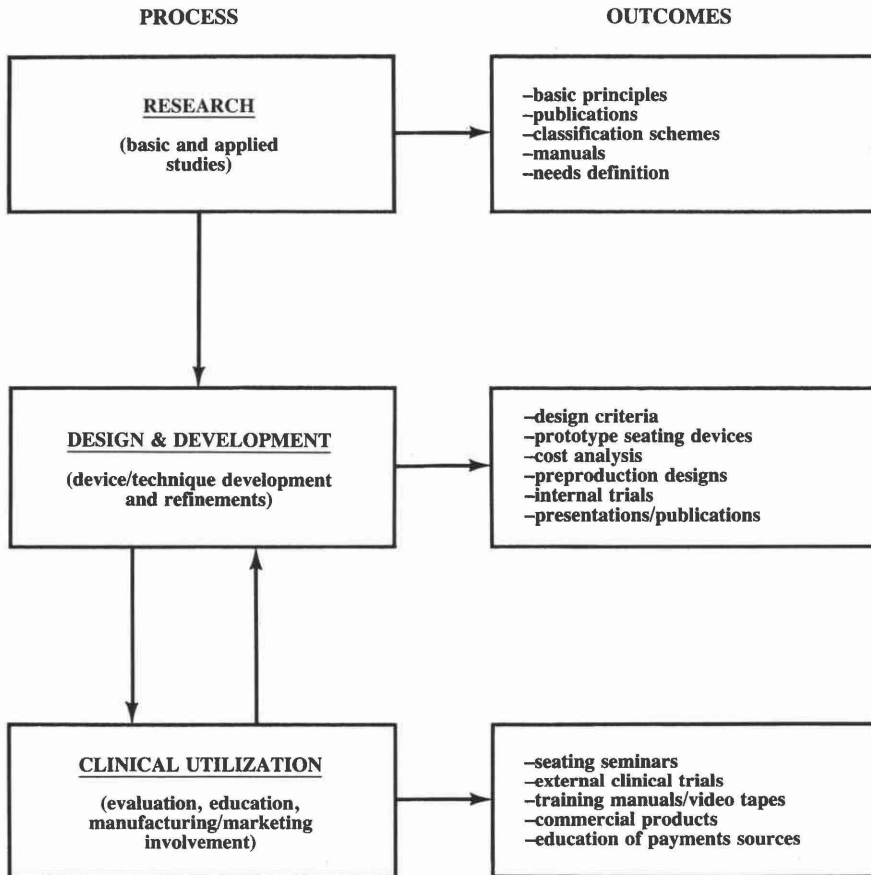 PROCESS
OUTCOMES
RESEARCH
(basic and applied
studies)
–basic principles
–publications
–classification schemes
–manuals
–needs definition
DESIGN & DEVELOPMENT
(device/technique development
and refinements)
–design criteria
–prototype seating devices
–cost analysis
–preproduction designs
–internal trials
–presentations/publications
CLINICAL UTILIZATION
(evaluation, education,
manufacturing/marketing
involvement)
–seating seminars
–external clinical trials
–training manuals/video tapes
–commercial products
–education of payments sources